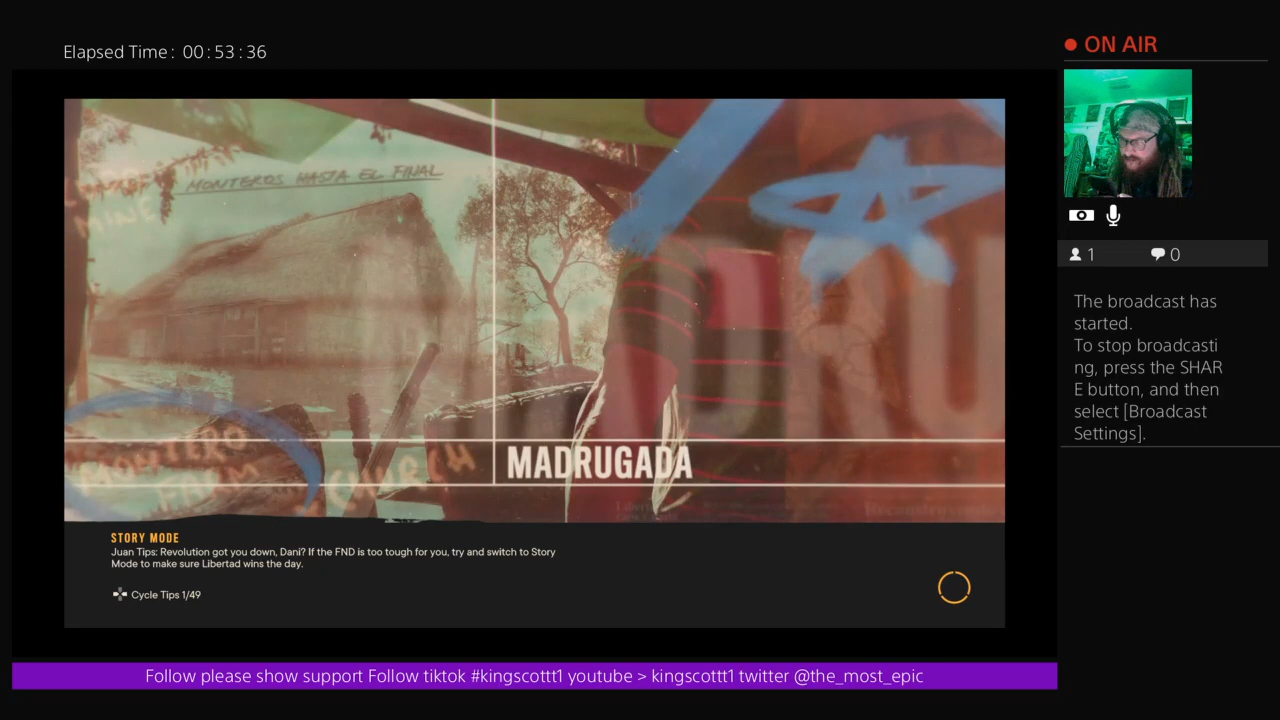 Elapsed Time: 00:53:36
ON AIR
1
0
The broadcast has
started.
To stop broadcasti
ng, press the SHAR
E button, and then
select [Broadcast
Settings].
MONTEROS HASTA EL FINAL
MINE
MONTERO
FARM
CHURCH
MADRUGADA
STORY MODE
Juan Tips: Revolution got you down, Dani? If the FND is too tough for you, try and switch to Story
Mode to make sure Libertad wins the day.
Cycle Tips 1/49
Follow please show support Follow tiktok #kingscottt1 youtube > kingscottt1 twitter @the_most_epic